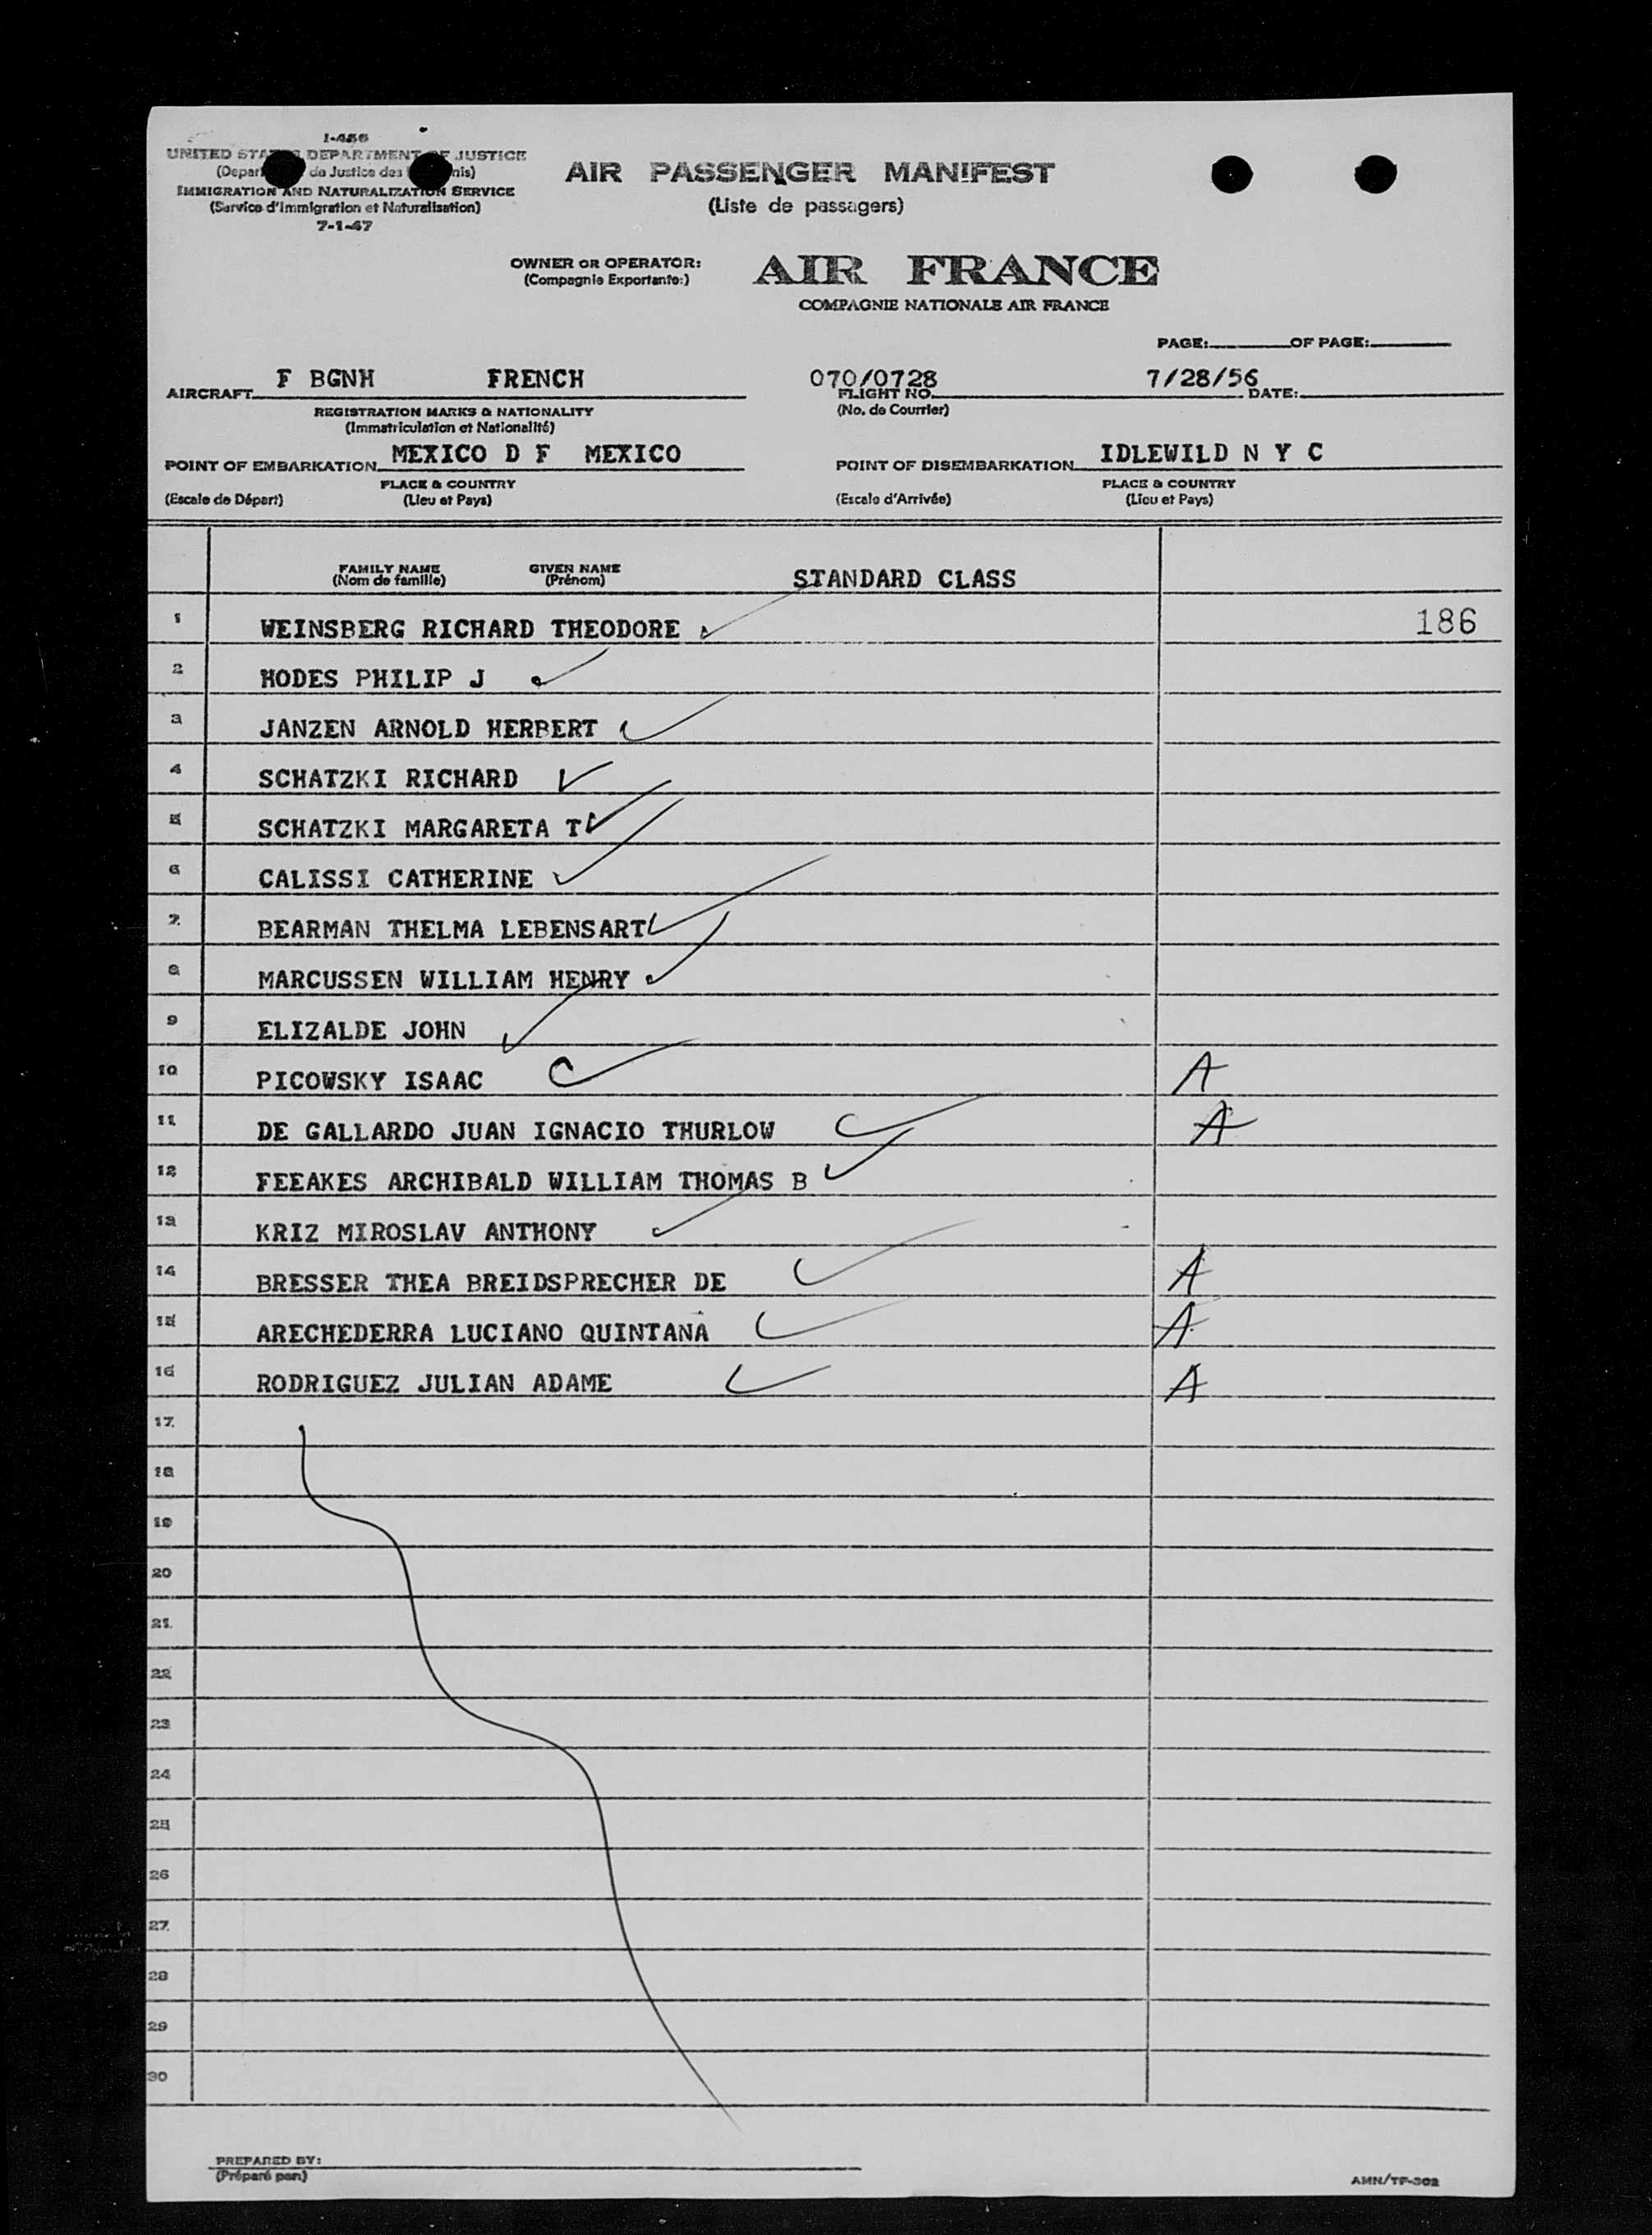 I-466
UNITED STATES DEPARTMENT OF JUSTICE
(Depar de Justice des nis)
IMMIGRATION AND NATURALIZATION SERVICE
(Service d'Immigration et Naturalisation)
7-1-47
AIR PASSENGER MANIFEST
(Liste de passagers)
OWNER OR OPERATOR:
(Compagnie Exportante:)
AIR FRANCE
COMPAGNIE NATIONALE AIR FRANCE
PAGE: OF PAGE:
AIRCRAFT F BGNH FRENCH 070/0728 FLIGHT NO. 7/28/56 DATE:
REGISTRATION MARKS & NATIONALITY (No. de Courrier)
(Immatriculation et Nationalité)
POINT OF EMBARKATION MEXICO D F MEXICO POINT OF DISEMBARKATION IDLEWILD N Y C
PLACE & COUNTRY PLACE & COUNTRY
(Escale de Départ) (Lieu et Pays) (Escale d'Arrivée) (Lieu et Pays)
FAMILY NAME GIVEN NAME
(Nom de famille) (Prénom) STANDARD CLASS
1 WEINSBERG RICHARD THEODORE 186
2 HODES PHILIP J
3 JANZEN ARNOLD HERBERT
4 SCHATZKI RICHARD
5 SCHATZKI MARGARETA T
6 CALISSI CATHERINE
7 BEARMAN THELMA LEBENSART
8 MARCUSSEN WILLIAM HENRY
9 ELIZALDE JOHN
10 PICOWSKY ISAAC A
11 DE GALLARDO JUAN IGNACIO THURLOW A
12 FEEAKES ARCHIBALD WILLIAM THOMAS B
13 KRIZ MIROSLAV ANTHONY
14 BRESSER THEA BREIDSPRECHER DE A
15 ARECHEDERRA LUCIANO QUINTANA A
16 RODRIGUEZ JULIAN ADAME A
17
18
19
20
21
22
23
24
25
26
27
28
29
30
PREPARED BY:
(Préparé par)
AMN/TF-302